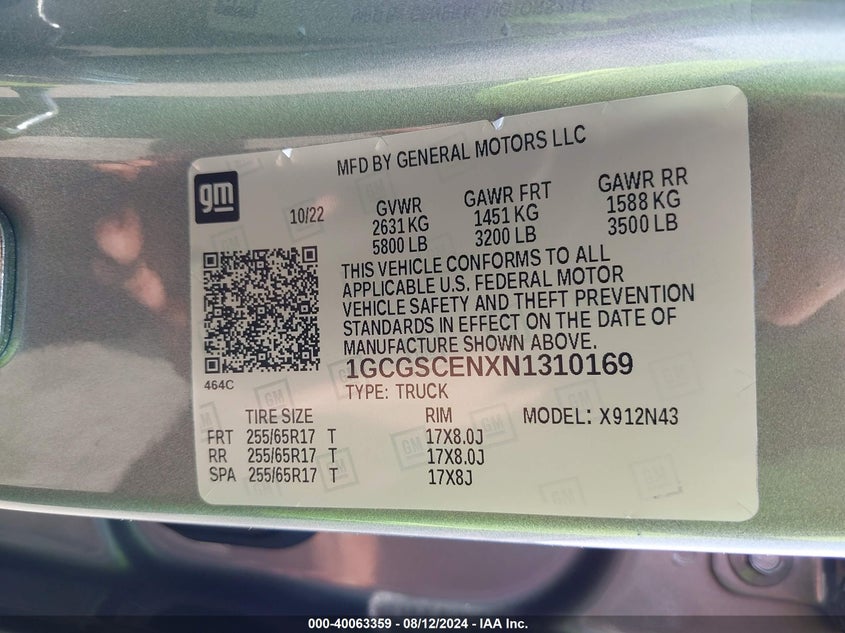 MFD BY GENERAL MOTORS LLC
gm
10/22
GVWR
2631 KG
5800 LB
GAWR FRT
1451 KG
3200 LB
GAWR RR
1588 KG
3500 LB
THIS VEHICLE CONFORMS TO ALL
APPLICABLE U.S. FEDERAL MOTOR
VEHICLE SAFETY AND THEFT PREVENTION
STANDARDS IN EFFECT ON THE DATE OF
MANUFACTURE SHOWN ABOVE.
464C
1GCGSCENXN1310169
TYPE: TRUCK
TIRE SIZE RIM MODEL: X912N43
FRT 255/65R17 T 17X8.0J
RR 255/65R17 T 17X8.0J
SPA 255/65R17 T 17X8J
000-40063359 - 08/12/2024 - IAA Inc.